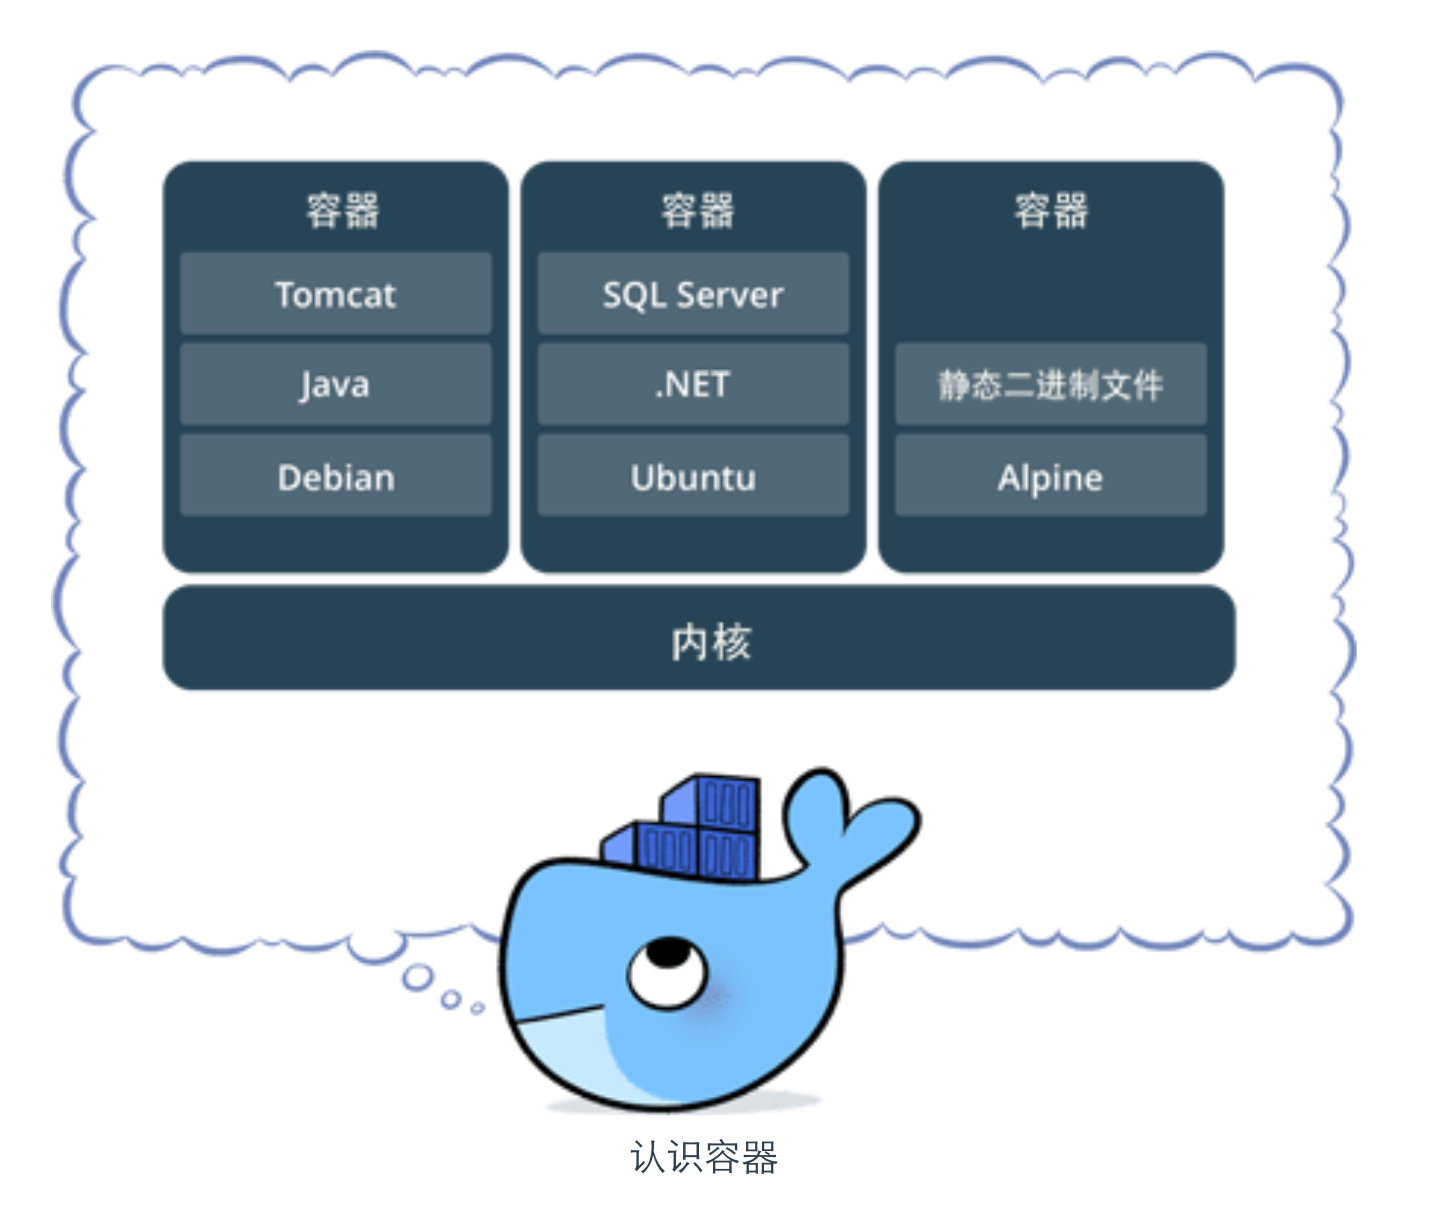 容器
Tomcat
Java
Debian
容器
SQL Server
.NET
Ubuntu
容器
静态二进制文件
Alpine
内核
认识容器